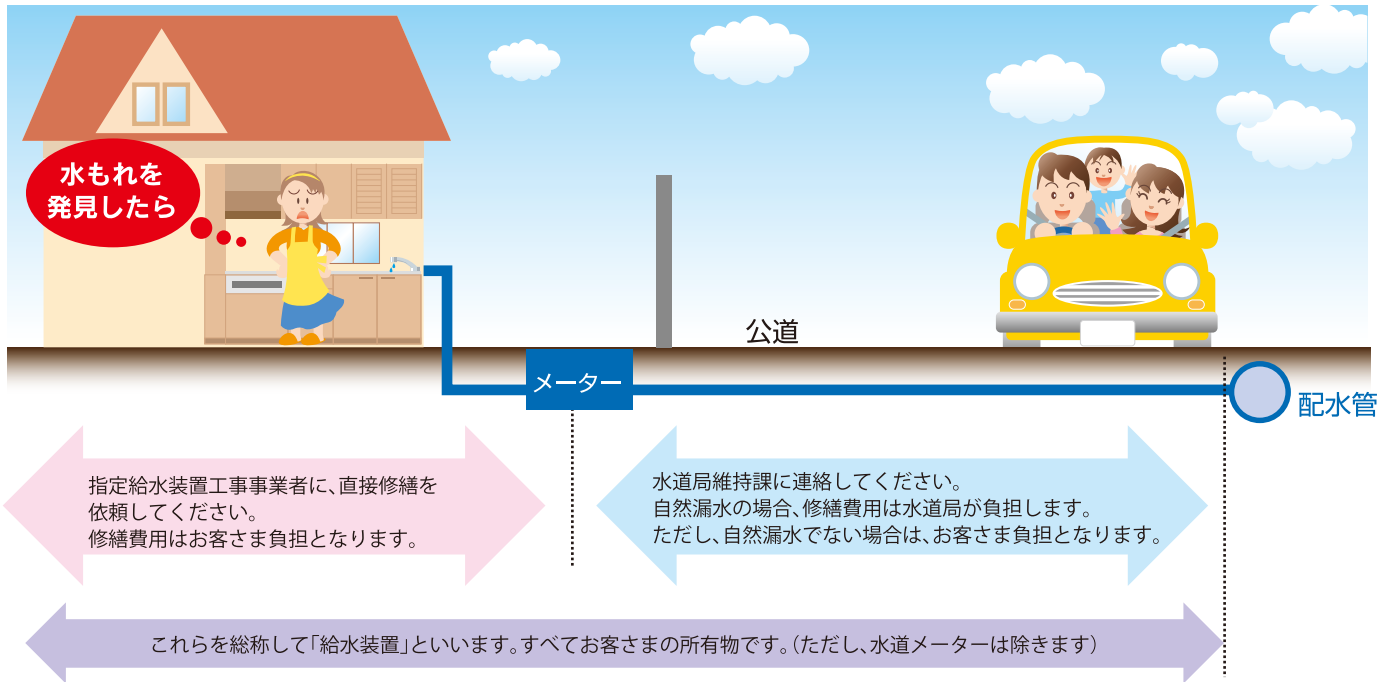 水もれを
発見したら
公道
メーター
配水管
指定給水装置工事事業者に、直接修繕を
依頼してください。
修繕費用はお客さま負担となります。
水道局維持課に連絡してください。
自然漏水の場合、修繕費用は水道局が負担します。
ただし、自然漏水でない場合は、お客さま負担となります。
これらを総称して「給水装置」といいます。すべてお客さまの所有物です。(ただし、水道メーターは除きます)